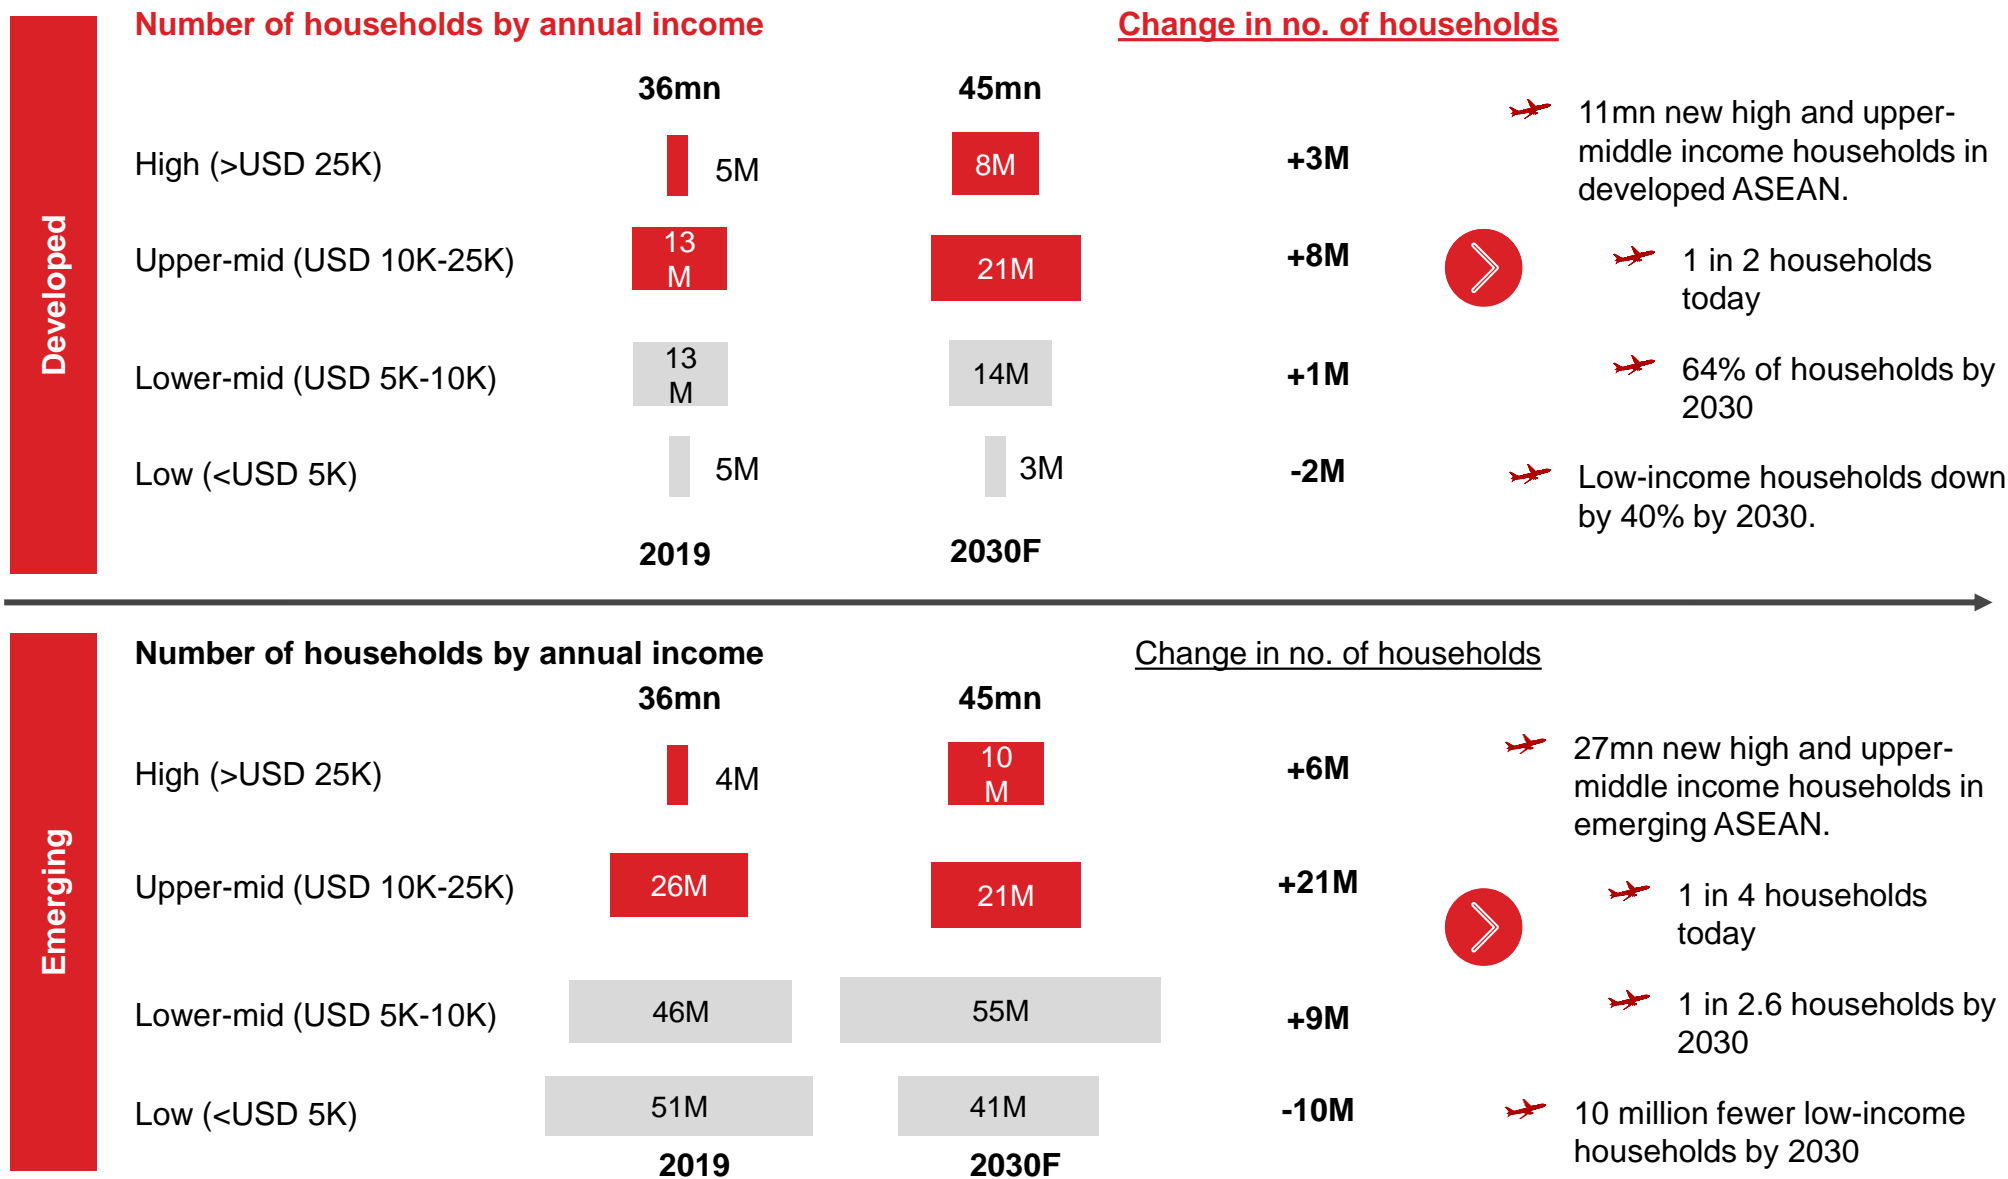 Developed
Number of households by annual income
Change in no. of households
36mn
45mn
High (>USD 25K)
5M
8M
+3M
Upper-mid (USD 10K-25K)
13
M
21M
+8M
Lower-mid (USD 5K-10K)
13
M
14M
+1M
Low (<USD 5K)
5M
3M
-2M
2019
2030F
11mn new high and upper-
middle income households in
developed ASEAN.
1 in 2 households
today
64% of households by
2030
Low-income households down
by 40% by 2030.
Emerging
Number of households by annual income
Change in no. of households
36mn
45mn
High (>USD 25K)
4M
10
M
+6M
Upper-mid (USD 10K-25K)
26M
21M
+21M
Lower-mid (USD 5K-10K)
46M
55M
+9M
Low (<USD 5K)
51M
41M
-10M
2019
2030F
27mn new high and upper-
middle income households in
emerging ASEAN.
1 in 4 households
today
1 in 2.6 households by
2030
10 million fewer low-income
households by 2030